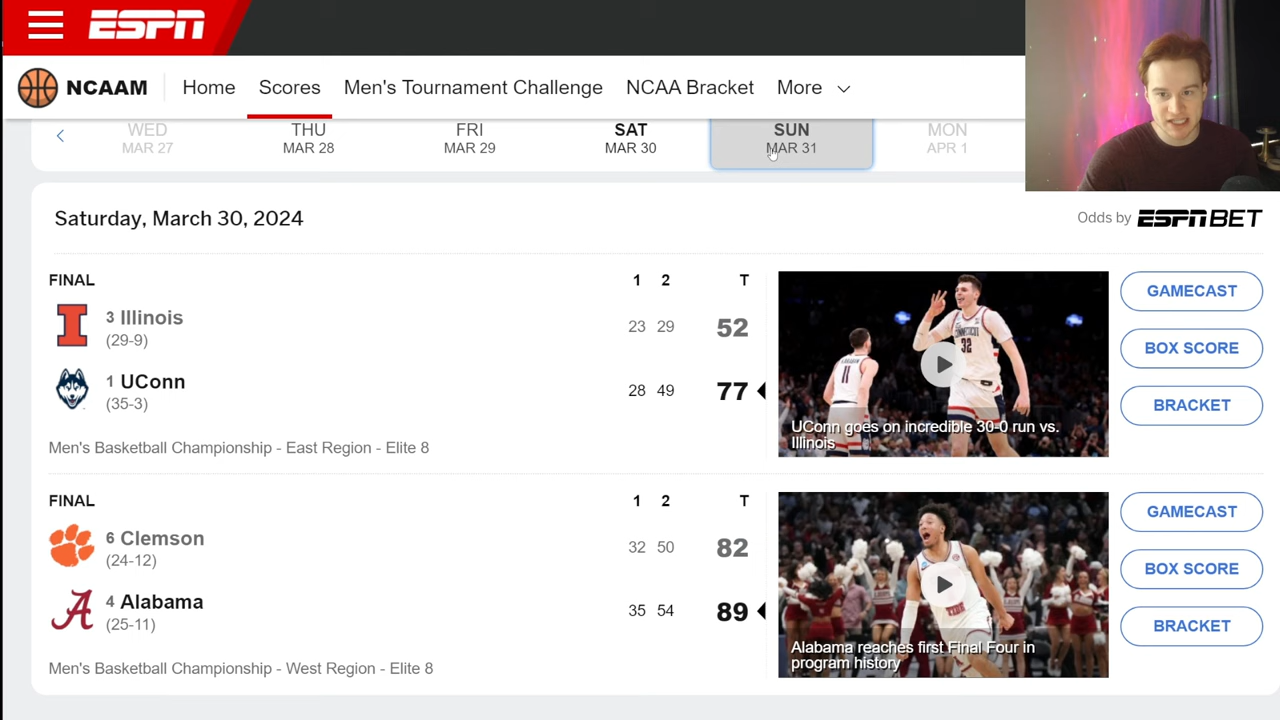 ESPN
NCAAM
Home
Scores
Men's Tournament Challenge
NCAA Bracket
More
WED
MAR 27
THU
MAR 28
FRI
MAR 29
SAT
MAR 30
SUN
MAR 31
MON
APR 1
Saturday, March 30, 2024
Odds by ESPN BET
FINAL
1 2 T
3 Illinois
(29-9)
23 29 52
1 UConn
(35-3)
28 49 77
Men's Basketball Championship - East Region - Elite 8
CONNECTICUT
32
11
UConn goes on incredible 30-0 run vs.
Illinois
GAMECAST
BOX SCORE
BRACKET
FINAL
1 2 T
6 Clemson
(24-12)
32 50 82
4 Alabama
(25-11)
35 54 89
Men's Basketball Championship - West Region - Elite 8
Alabama reaches first Final Four in
program history
GAMECAST
BOX SCORE
BRACKET